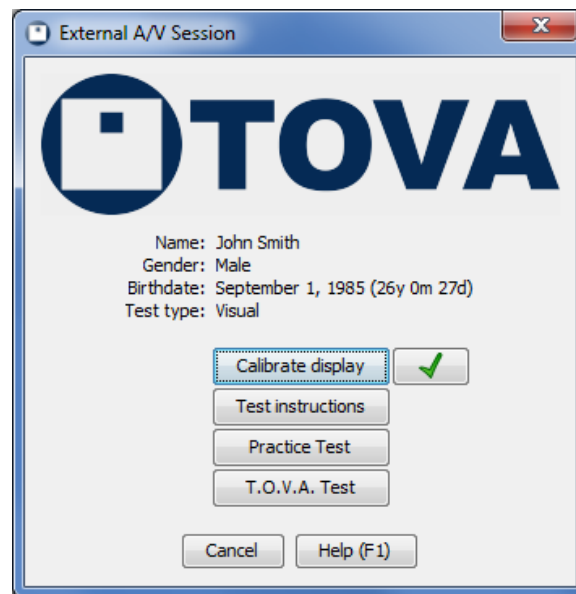 External A/V Session
TOVA
Name: John Smith
Gender: Male
Birthdate: September 1, 1985 (26y 0m 27d)
Test type: Visual
Calibrate display
Test instructions
Practice Test
T.O.V.A. Test
Cancel Help (F1)